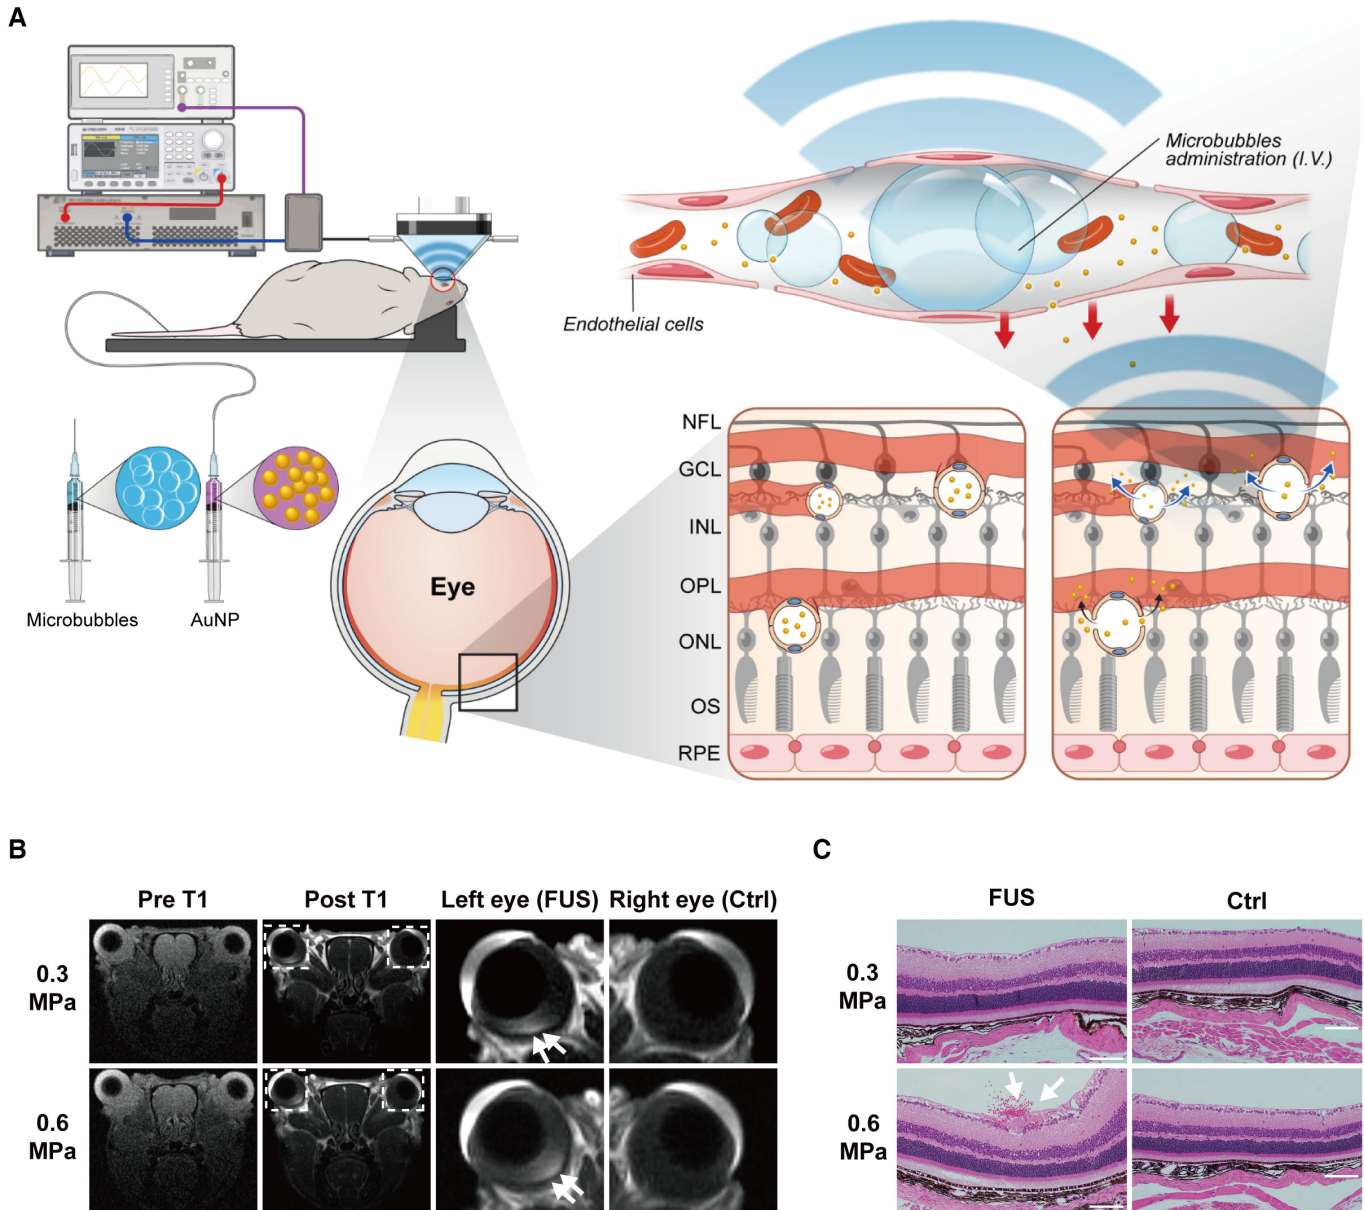 A
Microbubbles
administration (I.V.)
Endothelial cells
NFL
GCL
INL
OPL
ONL
OS
RPE
Eye
Microbubbles
AuNP
B
Pre T1
Post T1
Left eye (FUS)
Right eye (Ctrl)
0.3
MPa
0.6
MPa
C
FUS
Ctrl
0.3
MPa
0.6
MPa